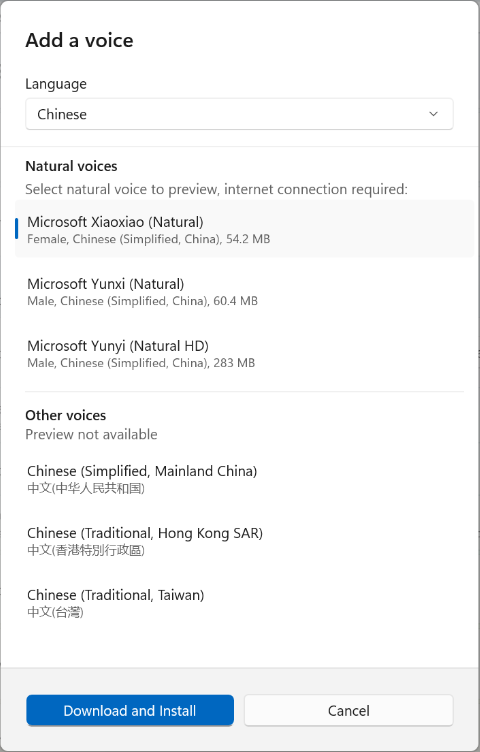 Add a voice
Language
Chinese
Natural voices
Select natural voice to preview, internet connection required:
Microsoft Xiaoxiao (Natural)
Female, Chinese (Simplified, China), 54.2 MB
Microsoft Yunxi (Natural)
Male, Chinese (Simplified, China), 60.4 MB
Microsoft Yunyi (Natural HD)
Male, Chinese (Simplified, China), 283 MB
Other voices
Preview not available
Chinese (Simplified, Mainland China)
中文(中华人民共和国)
Chinese (Traditional, Hong Kong SAR)
中文(香港特別行政區)
Chinese (Traditional, Taiwan)
中文(台灣)
Download and Install
Cancel